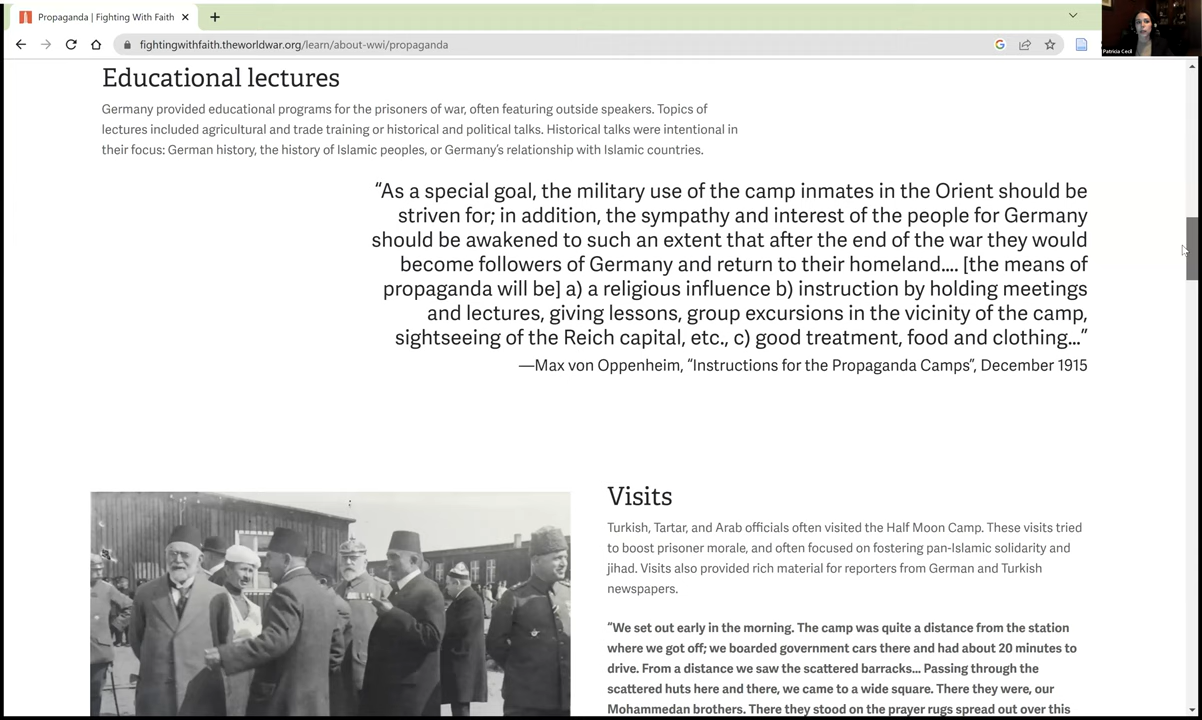 Propaganda | Fighting With Faith
Patricia Cecil
fightingwithfaith.theworldwar.org/learn/about-wwi/propaganda
Educational lectures
Germany provided educational programs for the prisoners of war, often featuring outside speakers. Topics of
lectures included agricultural and trade training or historical and political talks. Historical talks were intentional in
their focus: German history, the history of Islamic peoples, or Germany’s relationship with Islamic countries.
“As a special goal, the military use of the camp inmates in the Orient should be
striven for; in addition, the sympathy and interest of the people for Germany
should be awakened to such an extent that after the end of the war they would
become followers of Germany and return to their homeland.... [the means of
propaganda will be] a) a religious influence b) instruction by holding meetings
and lectures, giving lessons, group excursions in the vicinity of the camp,
sightseeing of the Reich capital, etc., c) good treatment, food and clothing...”
—Max von Oppenheim, “Instructions for the Propaganda Camps”, December 1915
Visits
Turkish, Tartar, and Arab officials often visited the Half Moon Camp. These visits tried
to boost prisoner morale, and often focused on fostering pan-Islamic solidarity and
jihad. Visits also provided rich material for reporters from German and Turkish
newspapers.
“We set out early in the morning. The camp was quite a distance from the station
where we got off; we boarded government cars there and had about 20 minutes to
drive. From a distance we saw the scattered barracks... Passing through the
scattered huts here and there, we came to a wide square. There they were, our
Mohammedan brothers. There they stood on the prayer rugs spread out over this